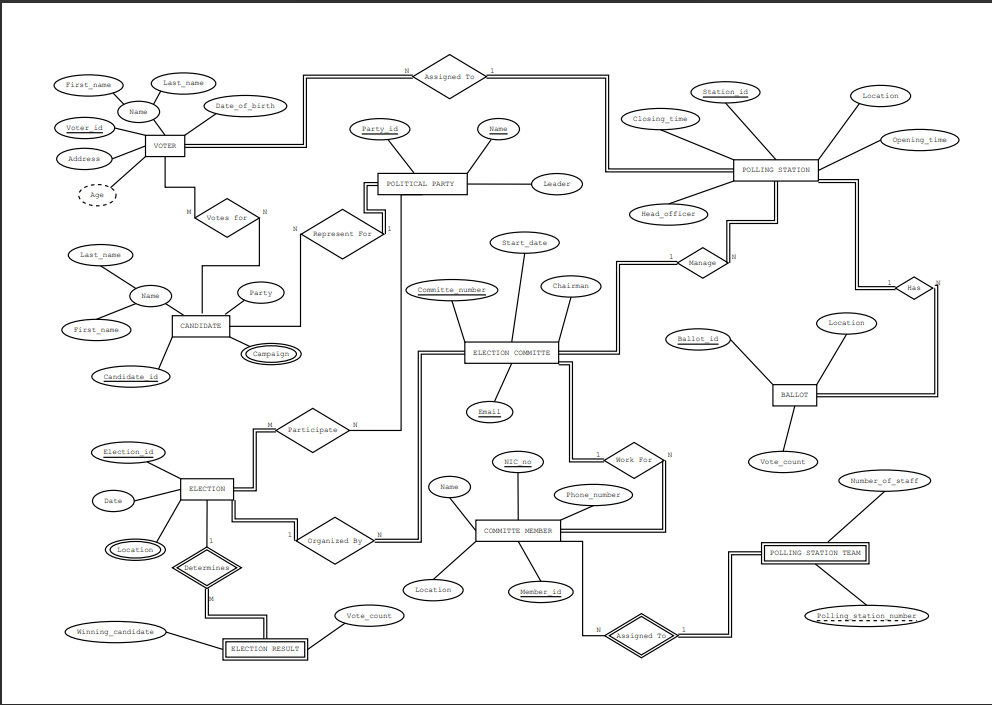 N
Assigned To
1
First_name
Last_name
Name
Date_of_birth
Voter_id
VOTER
Address
Age
Party_id
Name
POLITICAL PARTY
Leader
Station_id
Location
Closing_time
Opening_time
POLLING STATION
Head_officer
M
Votes for
N
N
Represent For
1
Last_name
Name
Party
First_name
CANDIDATE
Campaign
Candidate_id
Start_date
Committe_number
Chairman
ELECTION COMMITTE
Email
1
Manage
N
1
Has
N
Ballot_id
Location
BALLOT
Vote_count
M
Participate
N
Election_id
ELECTION
Date
Location
1
Organized By
N
1
Determines
M
Winning_candidate
Vote_count
ELECTION RESULT
NIC_no
Name
Phone_number
COMMITTE MEMBER
Location
Member_id
1
Work For
N
Number_of_staff
POLLING STATION TEAM
Polling_station_number
N
Assigned To
1